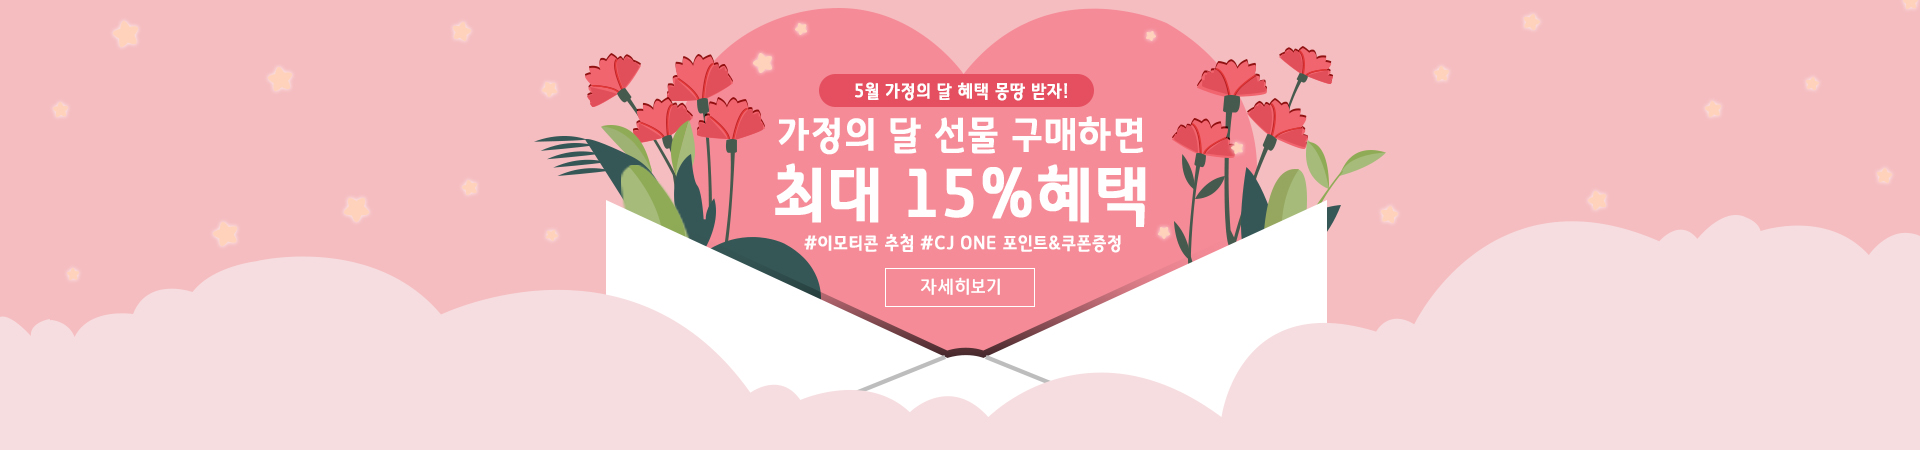 5월 가정의 달 혜택 몽땅 받자!
가정의 달 선물 구매하면
최대 15%혜택
#이모티콘 추첨 #CJ ONE 포인트&쿠폰증정
자세히보기